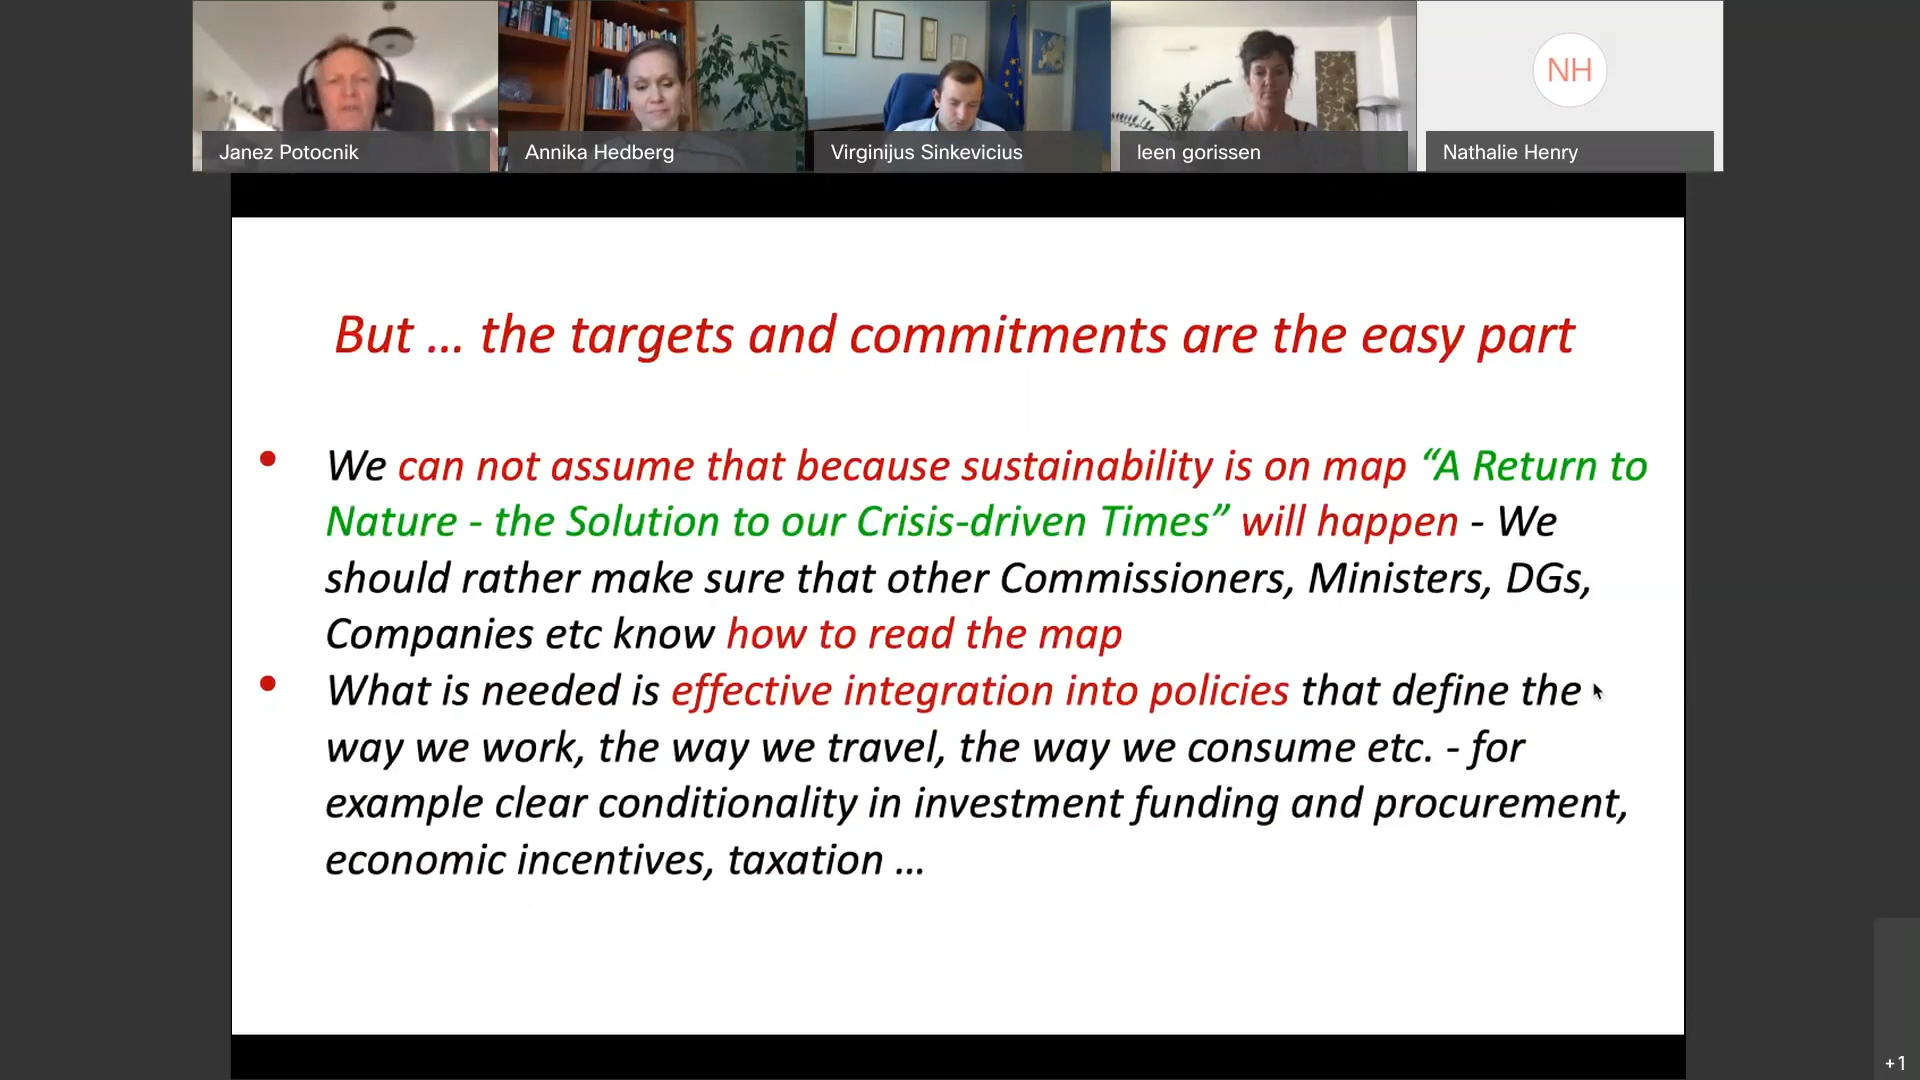 Janez Potocnik
Annika Hedberg
Virginijus Sinkevicius
leen gorissen
NH
Nathalie Henry
But … the targets and commitments are the easy part
• We can not assume that because sustainability is on map “A Return to
Nature - the Solution to our Crisis-driven Times” will happen - We
should rather make sure that other Commissioners, Ministers, DGs,
Companies etc know how to read the map
• What is needed is effective integration into policies that define the
way we work, the way we travel, the way we consume etc. - for
example clear conditionality in investment funding and procurement,
economic incentives, taxation …
+1